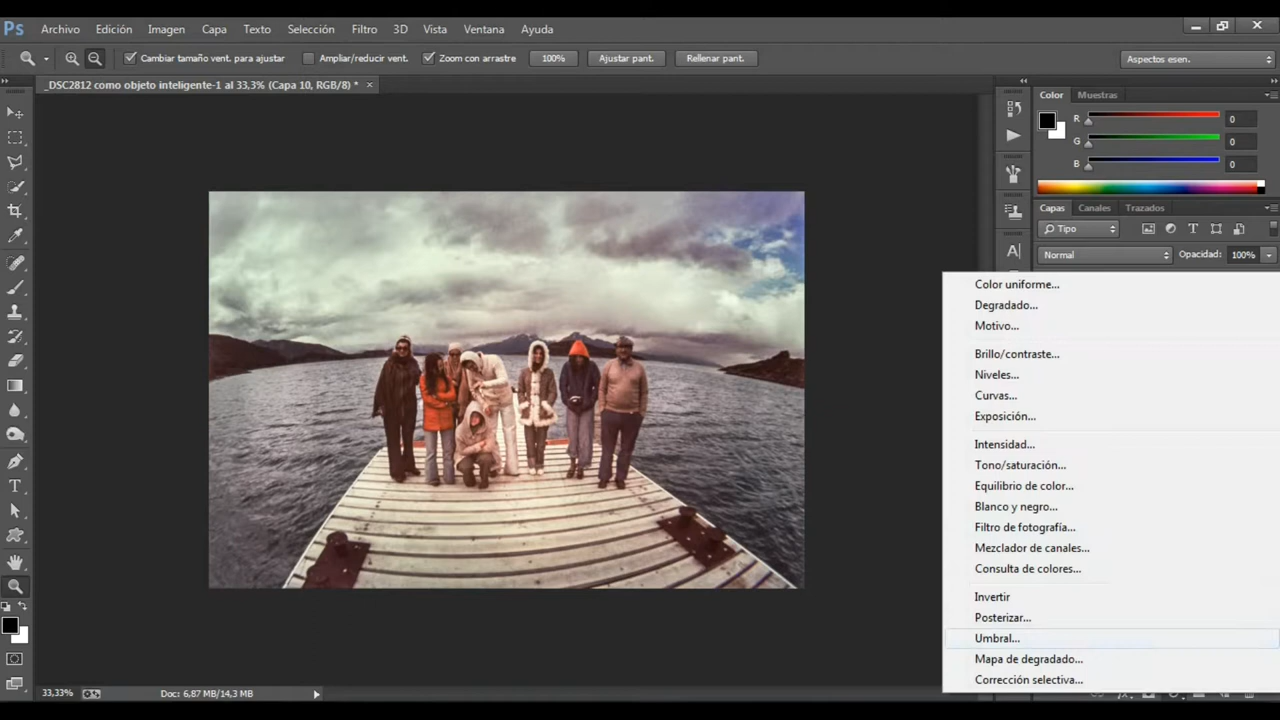 Ps Archivo Edición Imagen Capa Texto Selección Filtro 3D Vista Ventana Ayuda
Cambiar tamaño vent. para ajustar Ampliar/reducir vent. Zoom con arrastre 100% Ajustar pant. Rellenar pant. Aspectos esen.
_DSC2812 como objeto inteligente-1 al 33,3% (Capa 10, RGB/8) *
Color Muestras
R 0
G 0
B 0
Capas Canales Trazados
Tipo
Normal Opacidad: 100%
Color uniforme...
Degradado...
Motivo...
Brillo/contraste...
Niveles...
Curvas...
Exposición...
Intensidad...
Tono/saturación...
Equilibrio de color...
Blanco y negro...
Filtro de fotografía...
Mezclador de canales...
Consulta de colores...
Invertir
Posterizar...
Umbral...
Mapa de degradado...
Corrección selectiva...
33,33% Doc: 6,87 MB/14,3 MB